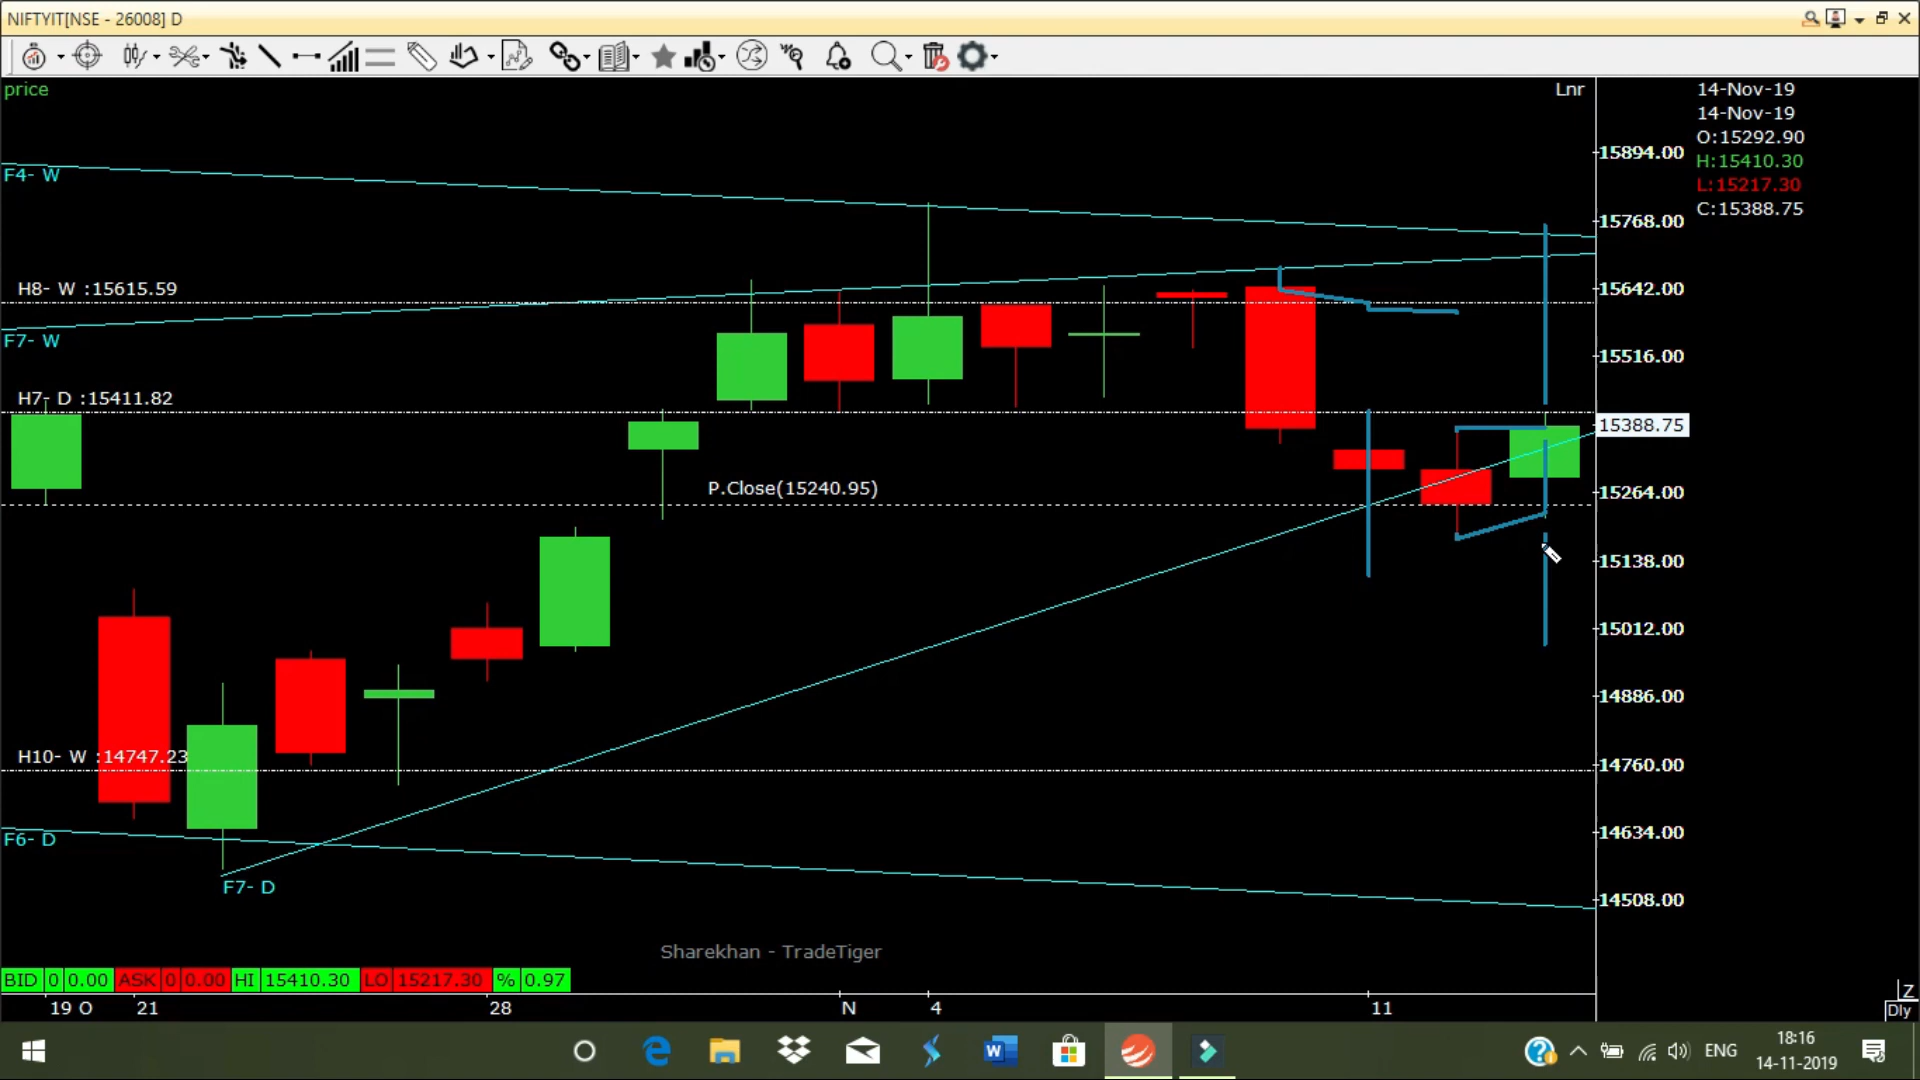 NIFTYIT[NSE - 26008] D
price
Lnr
14-Nov-19
14-Nov-19
O:15292.90
H:15410.30
L:15217.30
C:15388.75
15894.00
F4- W
15768.00
H8- W :15615.59
15642.00
F7- W
15516.00
H7- D :15411.82
15388.75
P.Close(15240.95)
15264.00
15138.00
15012.00
14886.00
H10- W :14747.23
14760.00
F6- D
14634.00
F7- D
14508.00
Sharekhan - TradeTiger
BID 0 0.00 ASK 0 0.00 HI 15410.30 LO 15217.30 % 0.97
Z
19 O 21 28 N 4 11
Dly
W
ENG
18:16
14-11-2019